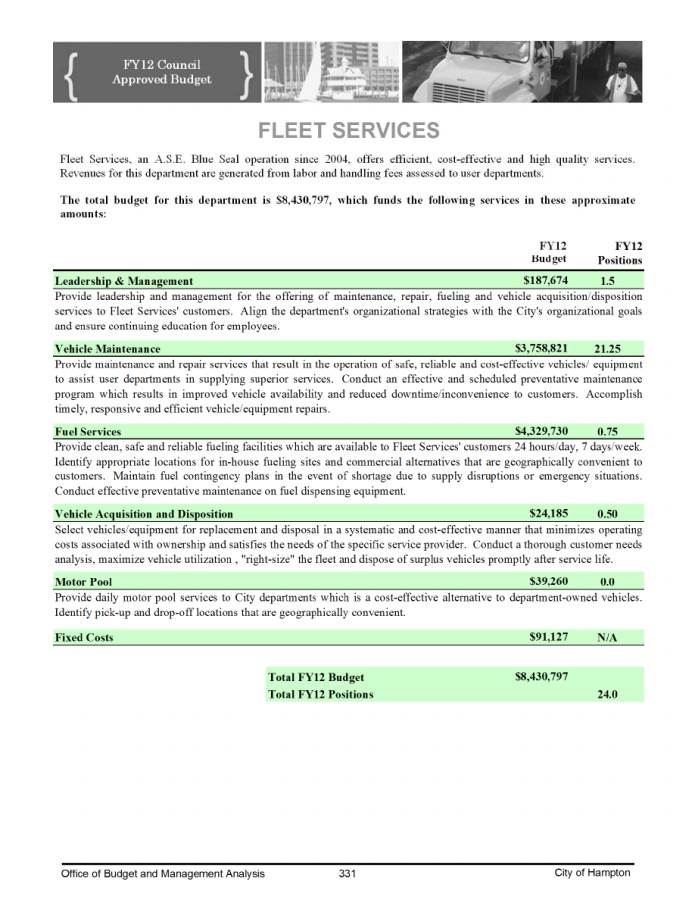 FY12 Council
Approved Budget
FLEET SERVICES
Fleet Services, an A.S.E. Blue Seal operation since 2004, offers efficient, cost-effective and high quality services.
Revenues for this department are generated from labor and handling fees assessed to user departments.
The total budget for this department is $8,430,797, which funds the following services in these approximate
amounts:
FY12 FY12
Budget Positions
Leadership & Management $187,674 1.5
Provide leadership and management for the offering of maintenance, repair, fueling and vehicle acquisition/disposition
services to Fleet Services' customers. Align the department's organizational strategies with the City's organizational goals
and ensure continuing education for employees.
Vehicle Maintenance $3,758,821 21.25
Provide maintenance and repair services that result in the operation of safe, reliable and cost-effective vehicles/ equipment
to assist user departments in supplying superior services. Conduct an effective and scheduled preventative maintenance
program which results in improved vehicle availability and reduced downtime/inconvenience to customers. Accomplish
timely, responsive and efficient vehicle/equipment repairs.
Fuel Services $4,329,730 0.75
Provide clean, safe and reliable fueling facilities which are available to Fleet Services' customers 24 hours/day, 7 days/week.
Identify appropriate locations for in-house fueling sites and commercial alternatives that are geographically convenient to
customers. Maintain fuel contingency plans in the event of shortage due to supply disruptions or emergency situations.
Conduct effective preventative maintenance on fuel dispensing equipment.
Vehicle Acquisition and Disposition $24,185 0.50
Select vehicles/equipment for replacement and disposal in a systematic and cost-effective manner that minimizes operating
costs associated with ownership and satisfies the needs of the specific service provider. Conduct a thorough customer needs
analysis, maximize vehicle utilization , "right-size" the fleet and dispose of surplus vehicles promptly after service life.
Motor Pool $39,260 0.0
Provide daily motor pool services to City departments which is a cost-effective alternative to department-owned vehicles.
Identify pick-up and drop-off locations that are geographically convenient.
Fixed Costs $91,127 N/A
Total FY12 Budget $8,430,797
Total FY12 Positions 24.0
Office of Budget and Management Analysis 331 City of Hampton